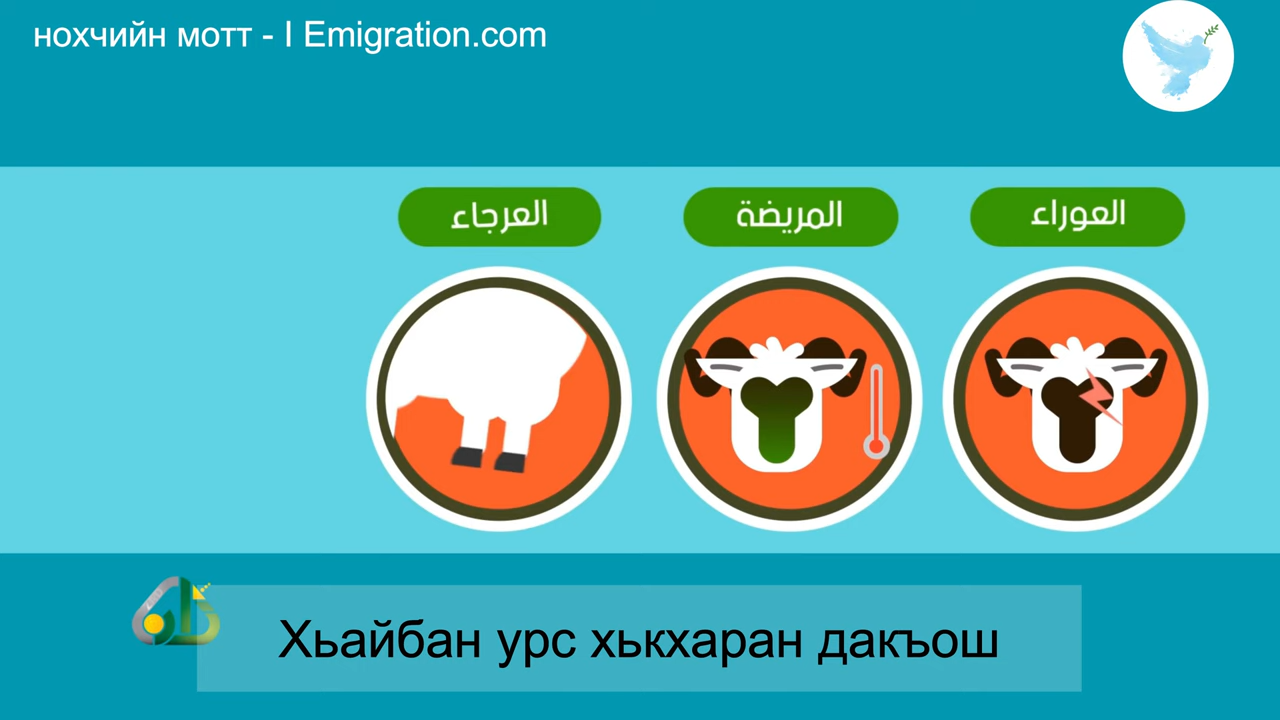 нохчийн мотт - I Emigration.com
العوراء
المريضة
العرجاء
Хьайбан урс хькхаран дакъош